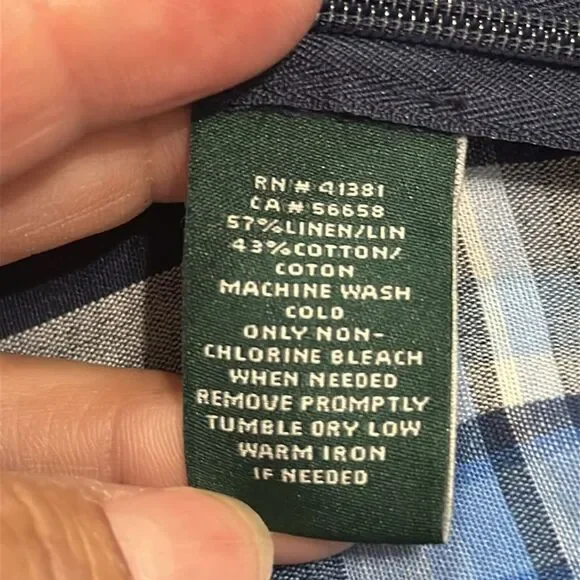 RN# 41381
CA# 56658
57%LINEN/LIN
43%COTTON/
COTON
MACHINE WASH
COLD
ONLY NON-
CHLORINE BLEACH
WHEN NEEDED
REMOVE PROMPTLY
TUMBLE DRY LOW
WARM IRON
IF NEEDED